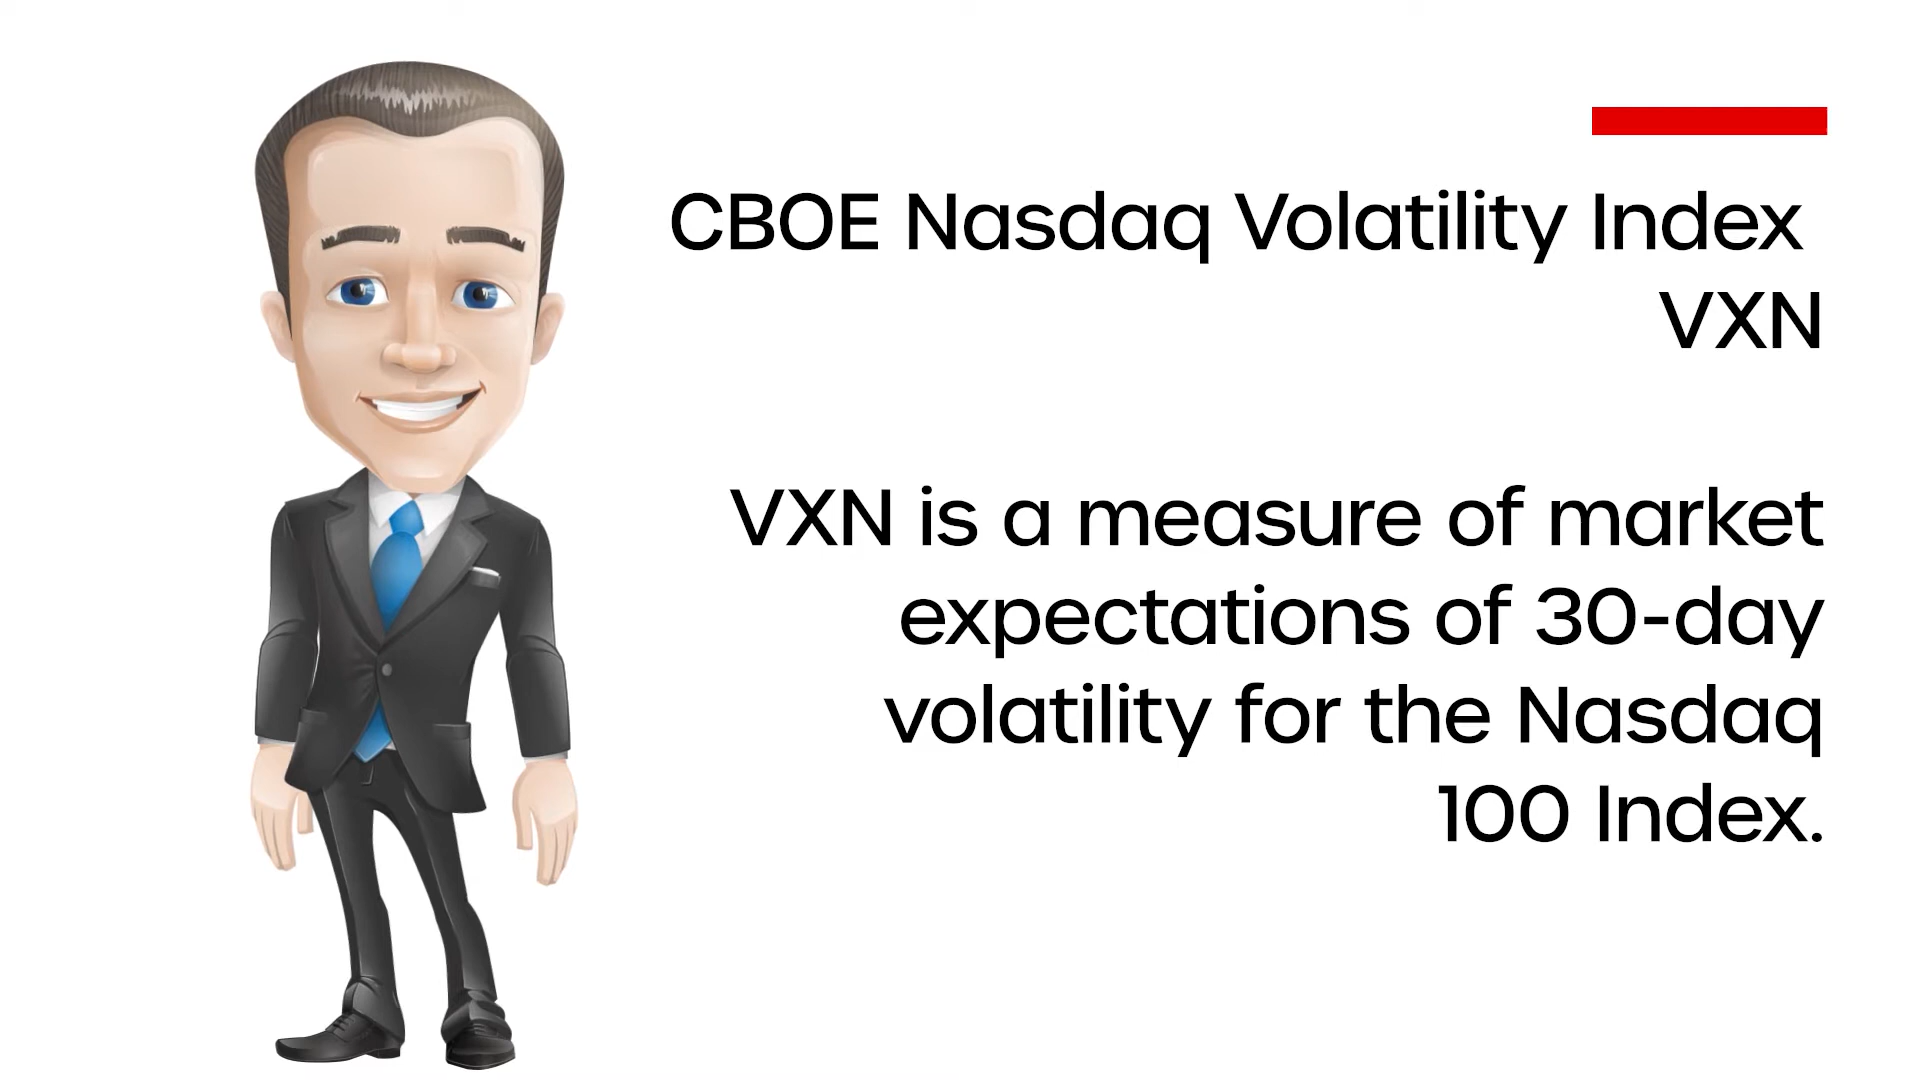 CBOE Nasdaq Volatility Index
VXN
VXN is a measure of market
expectations of 30-day
volatility for the Nasdaq
100 Index.